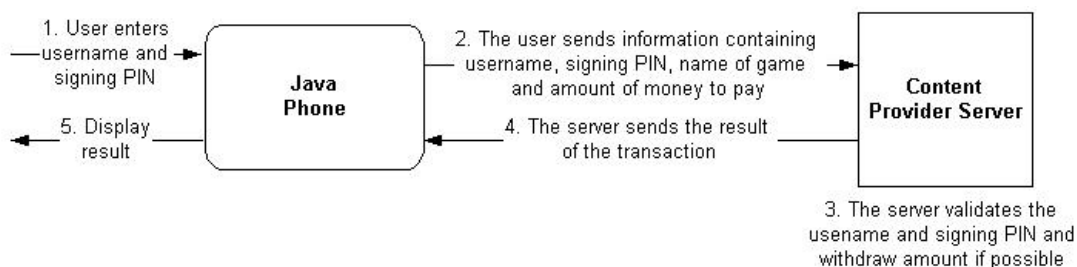 1. User enters
username and
signing PIN
Java
Phone
5. Display
result
2. The user sends information containing
username, signing PIN, name of game
and amount of money to pay
4. The server sends the result
of the transaction
Content
Provider Server
3. The server validates the
usename and signing PIN and
withdraw amount if possible